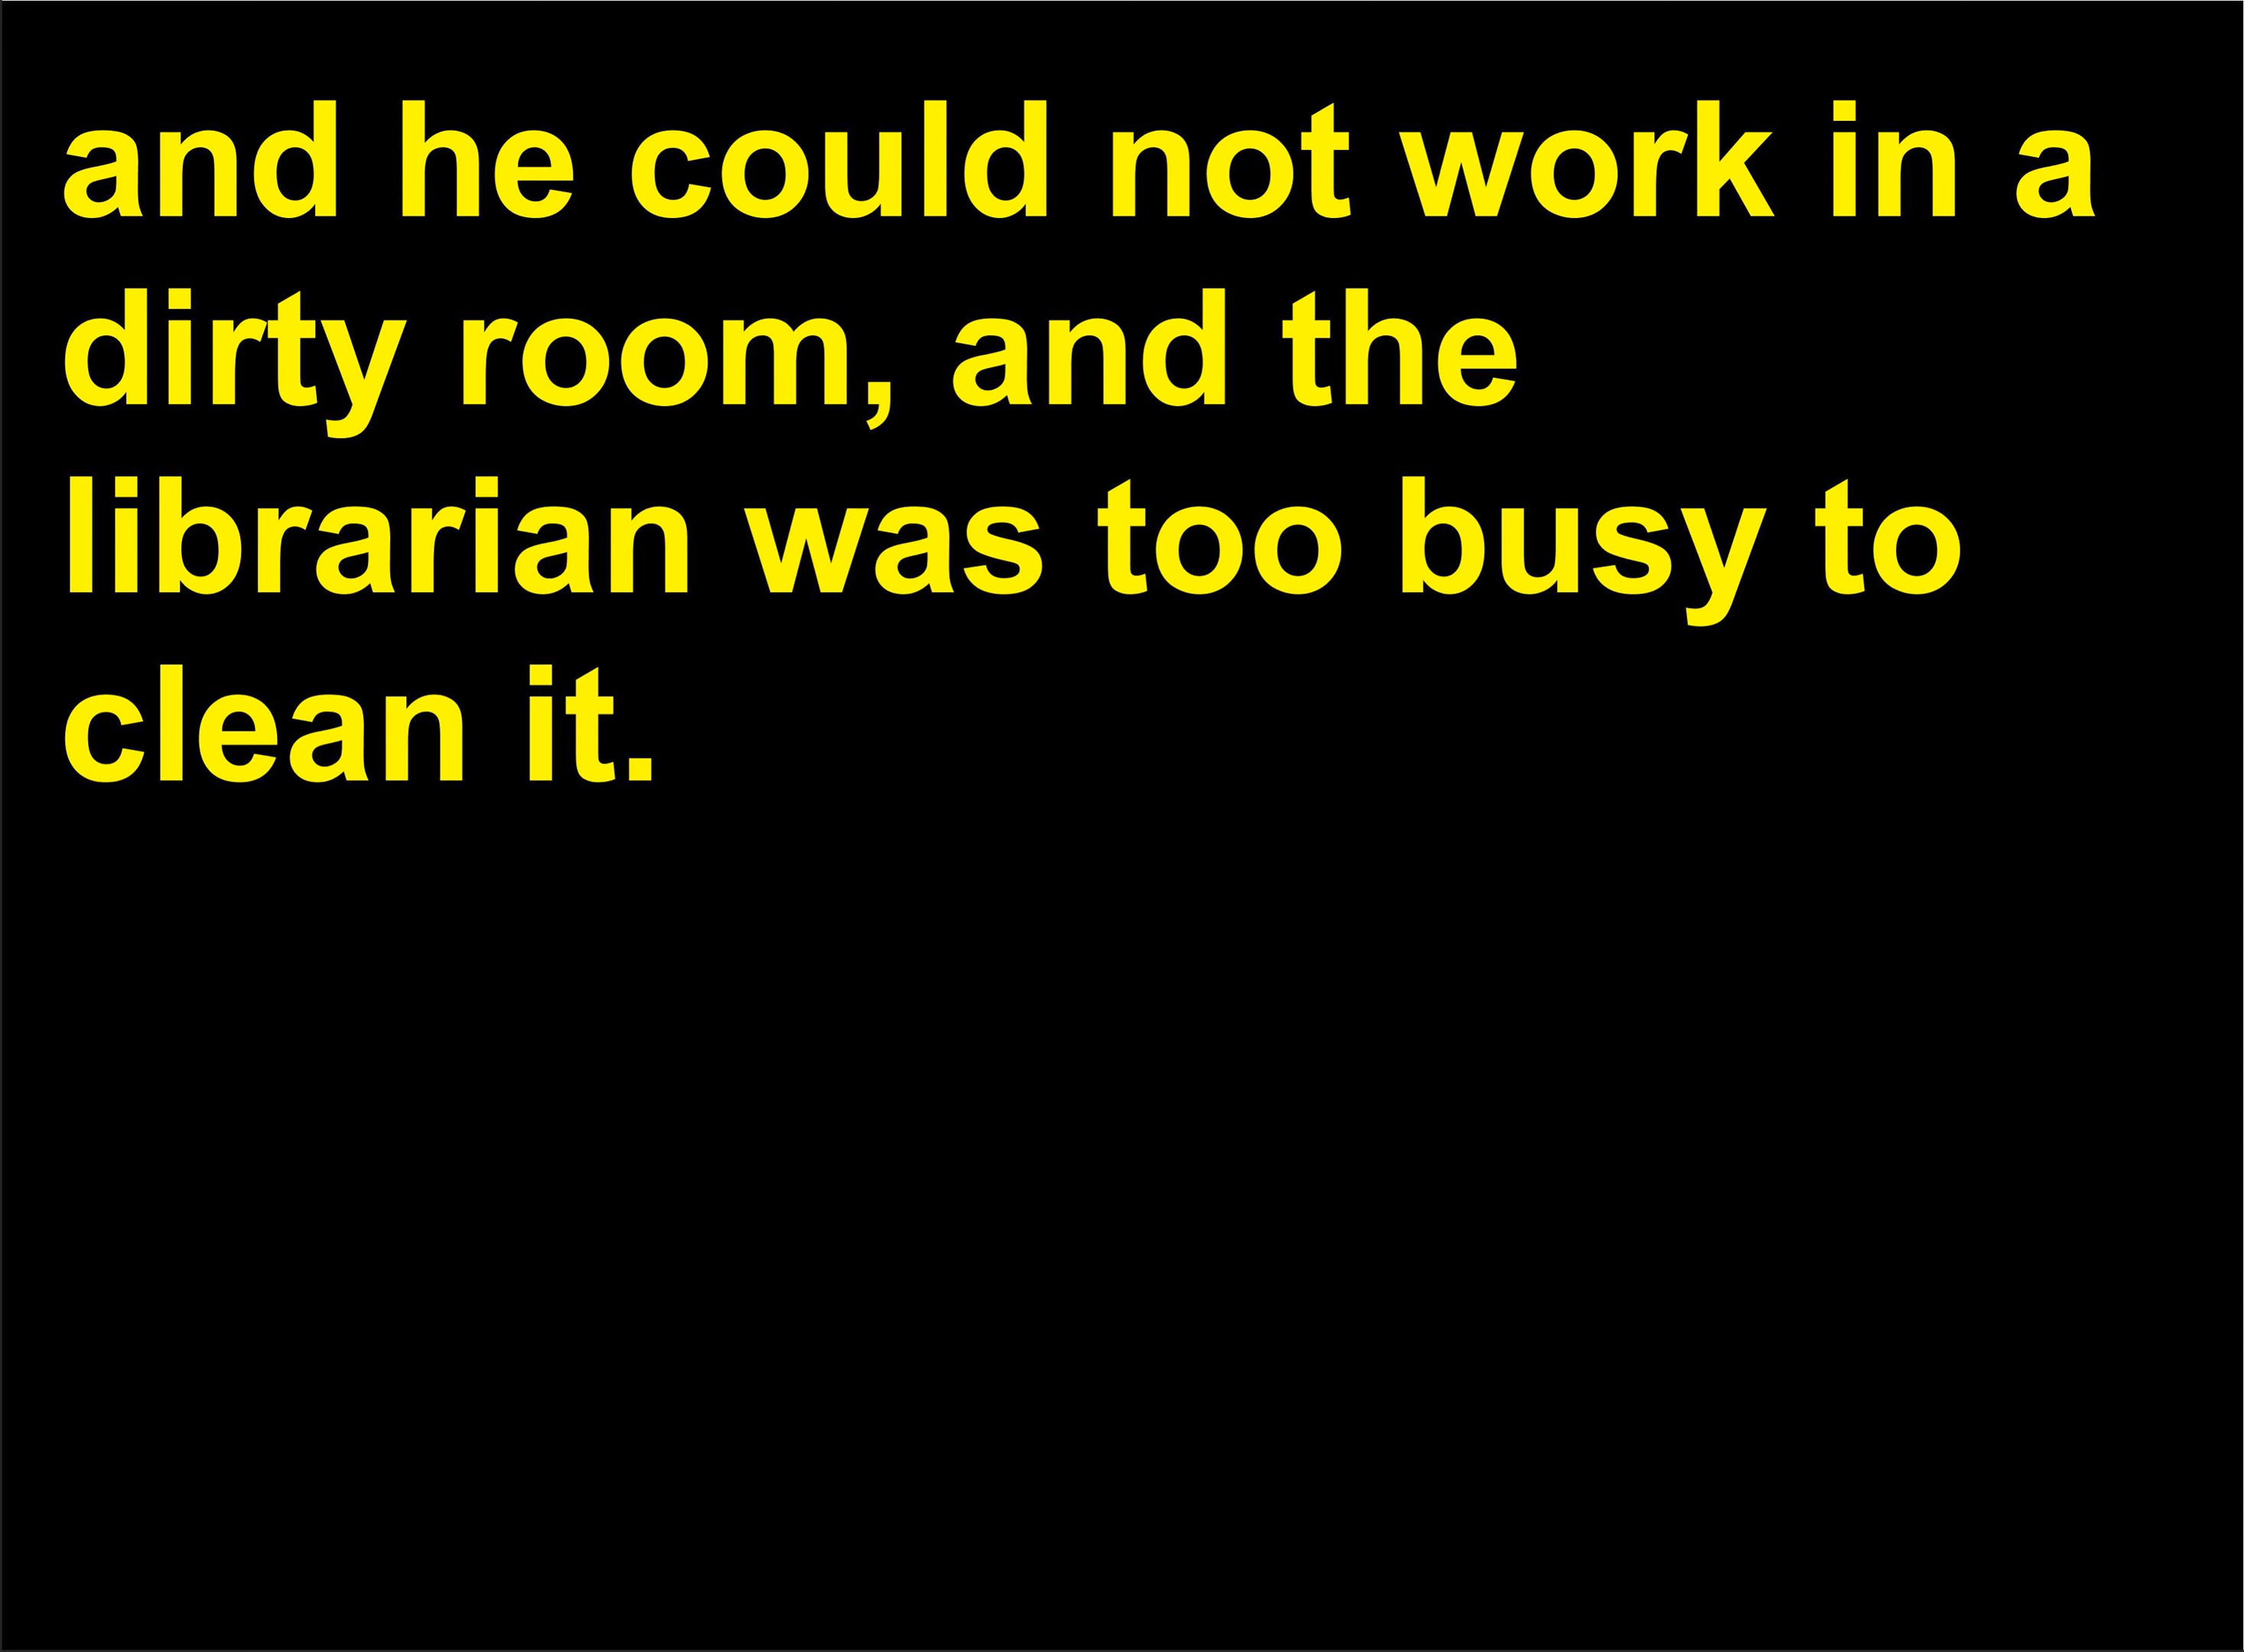 and he could not work in a
dirty room, and the
librarian was too busy to
clean it.